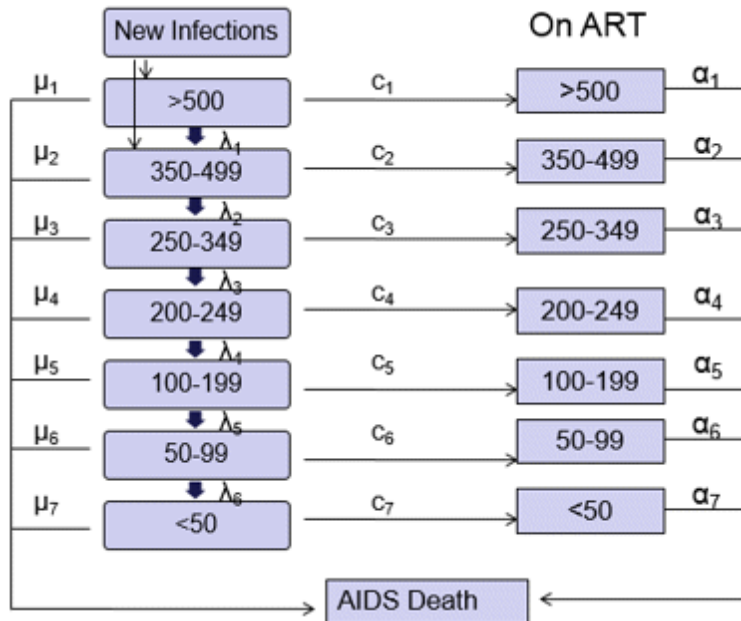 New Infections
On ART
μ1
>500
c1
>500
α1
λ1
μ2
350-499
c2
350-499
α2
λ2
μ3
250-349
c3
250-349
α3
λ3
μ4
200-249
c4
200-249
α4
λ4
μ5
100-199
c5
100-199
α5
λ5
μ6
50-99
c6
50-99
α6
λ6
μ7
<50
c7
<50
α7
AIDS Death